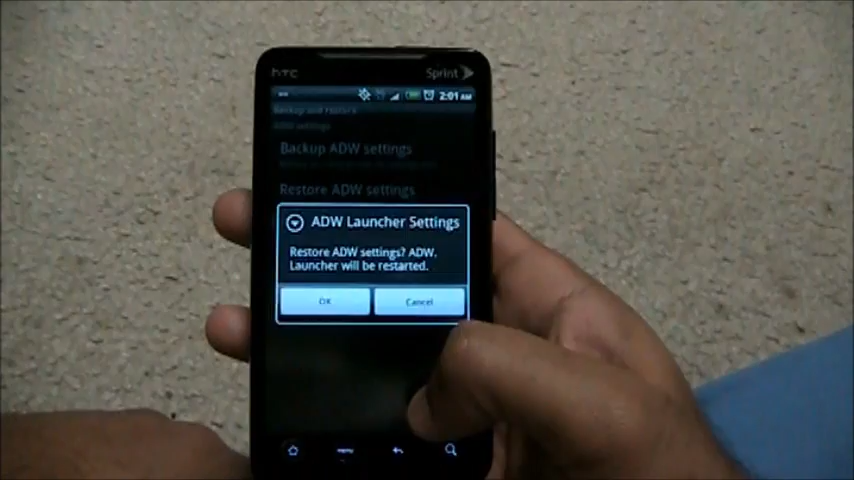 hTC
Sprint
2:01 AM
Backup and restore
ADW settings
Backup ADW settings
Restore ADW settings
ADW Launcher Settings
Restore ADW settings? ADW.
Launcher will be restarted.
OK
Cancel
menu